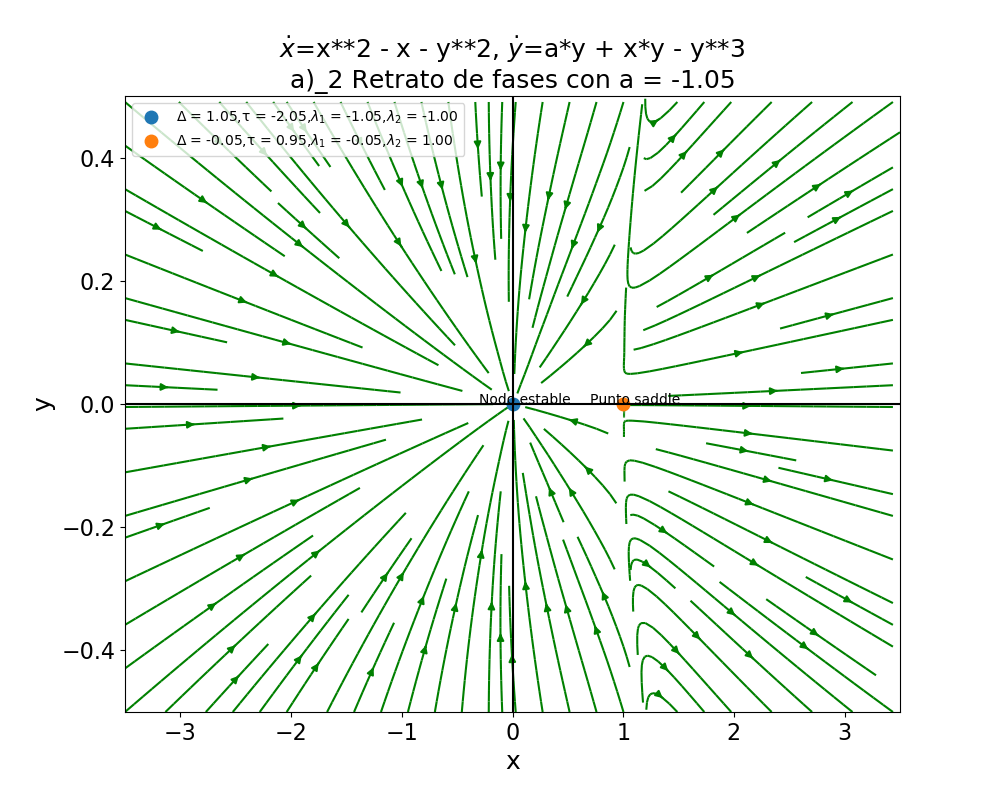 ẋ=x**2 - x - y**2, ẏ=a*y + x*y - y**3
a)_2 Retrato de fases con a = -1.05
Δ = 1.05,τ = -2.05,λ₁ = -1.05,λ₂ = -1.00
Δ = -0.05,τ = 0.95,λ₁ = -0.05,λ₂ = 1.00
0.4
0.2
0.0
−0.2
−0.4
y
Nodo estable
Punto saddle
−3
−2
−1
0
1
2
3
x